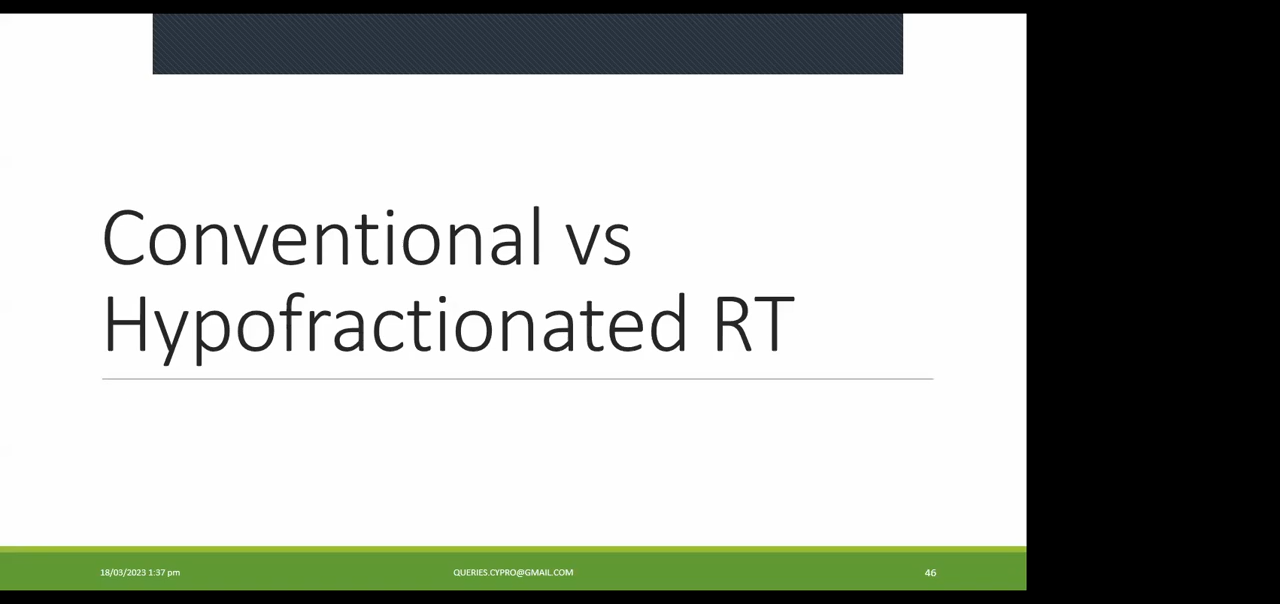 Conventional vs
Hypofractionated RT
18/03/2023 1:37 pm
QUERIES.CYPRO@GMAIL.COM
46